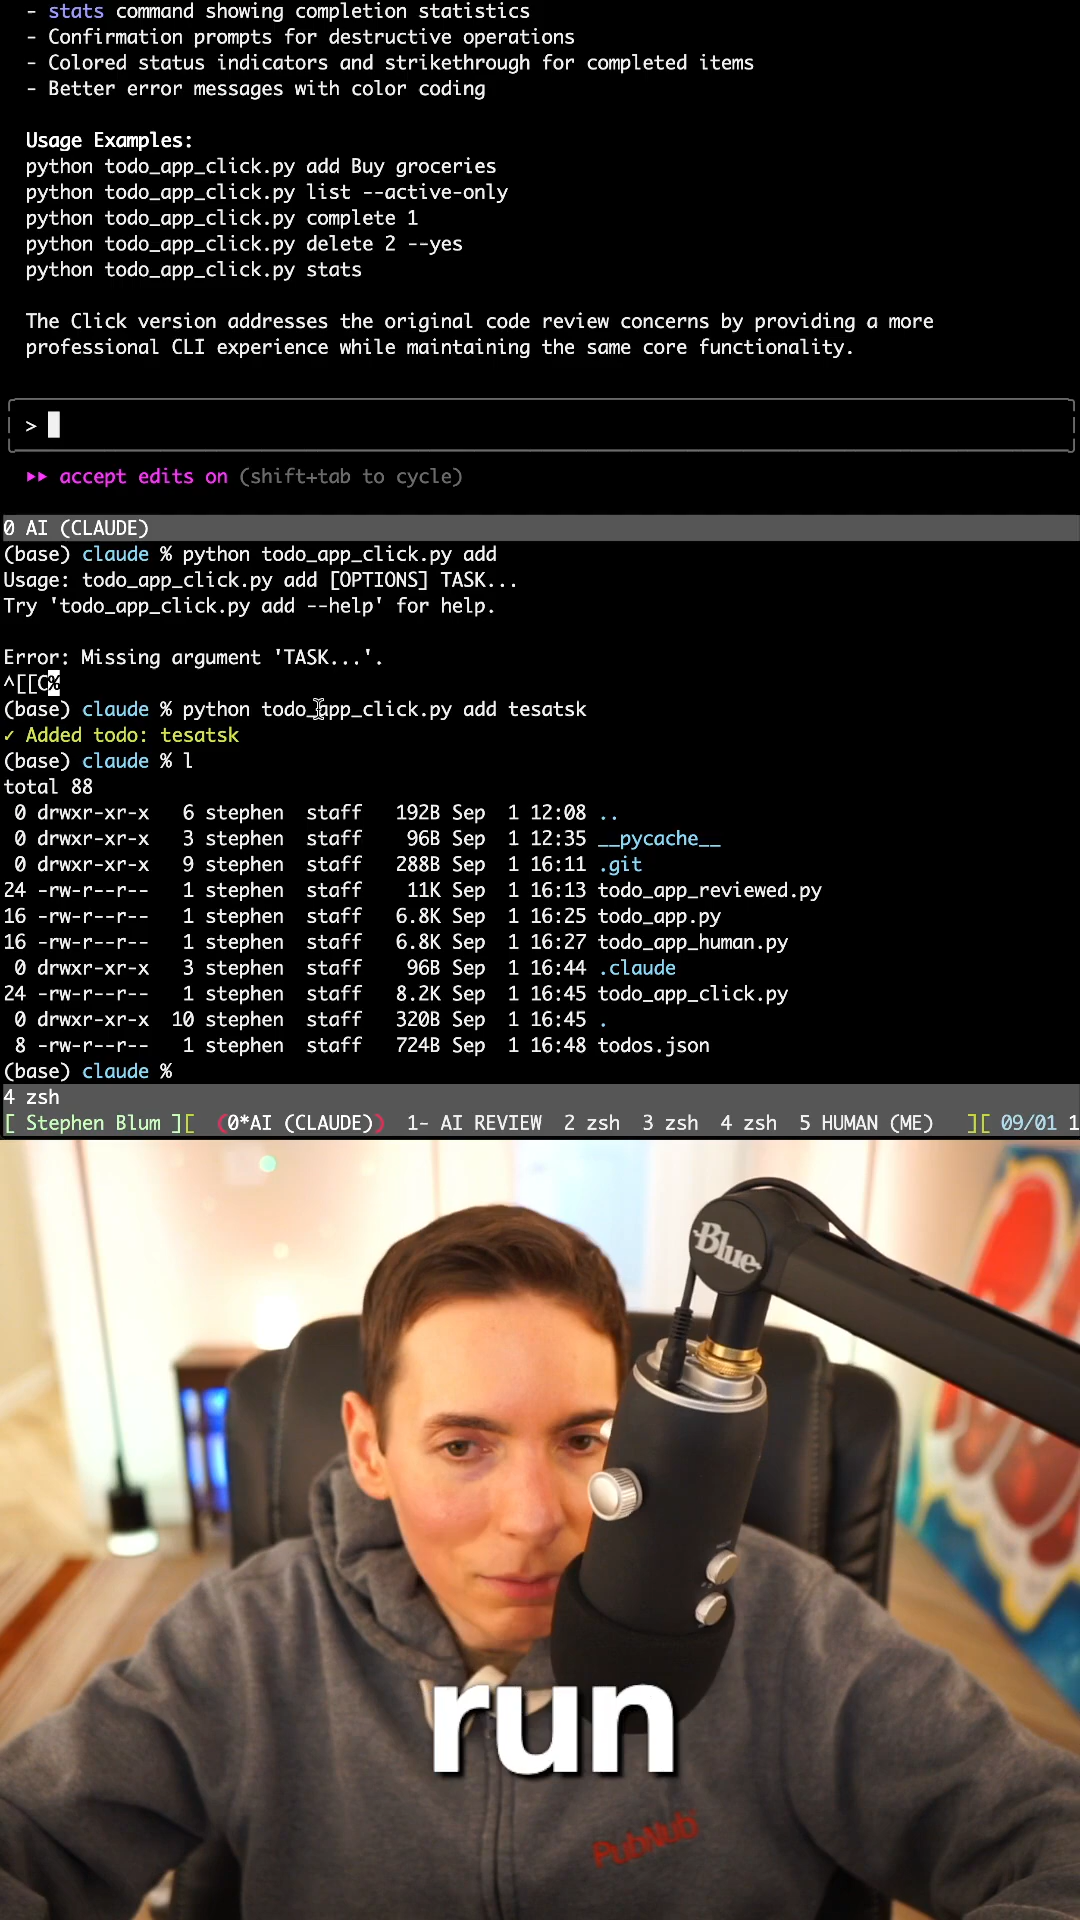 - stats command showing completion statistics
- Confirmation prompts for destructive operations
- Colored status indicators and strikethrough for completed items
- Better error messages with color coding
Usage Examples:
python todo_app_click.py add Buy groceries
python todo_app_click.py list --active-only
python todo_app_click.py complete 1
python todo_app_click.py delete 2 --yes
python todo_app_click.py stats
The Click version addresses the original code review concerns by providing a more
professional CLI experience while maintaining the same core functionality.
>
▸▸ accept edits on (shift+tab to cycle)
0 AI (CLAUDE)
(base) claude % python todo_app_click.py add
Usage: todo_app_click.py add [OPTIONS] TASK...
Try 'todo_app_click.py add --help' for help.
Error: Missing argument 'TASK...'.
^[[C%
(base) claude % python todo_app_click.py add tesatsk
✓ Added todo: tesatsk
(base) claude % l
total 88
0 drwxr-xr-x 6 stephen staff 192B Sep 1 12:08 ..
0 drwxr-xr-x 3 stephen staff 96B Sep 1 12:35 __pycache__
0 drwxr-xr-x 9 stephen staff 288B Sep 1 16:11 .git
24 -rw-r--r-- 1 stephen staff 11K Sep 1 16:13 todo_app_reviewed.py
16 -rw-r--r-- 1 stephen staff 6.8K Sep 1 16:25 todo_app.py
16 -rw-r--r-- 1 stephen staff 6.8K Sep 1 16:27 todo_app_human.py
0 drwxr-xr-x 3 stephen staff 96B Sep 1 16:44 .claude
24 -rw-r--r-- 1 stephen staff 8.2K Sep 1 16:45 todo_app_click.py
0 drwxr-xr-x 10 stephen staff 320B Sep 1 16:45 .
8 -rw-r--r-- 1 stephen staff 724B Sep 1 16:48 todos.json
(base) claude %
4 zsh
[ Stephen Blum ][ (0*AI (CLAUDE)) 1- AI REVIEW 2 zsh 3 zsh 4 zsh 5 HUMAN (ME) ][ 09/01 1
Blue
run
PubNub